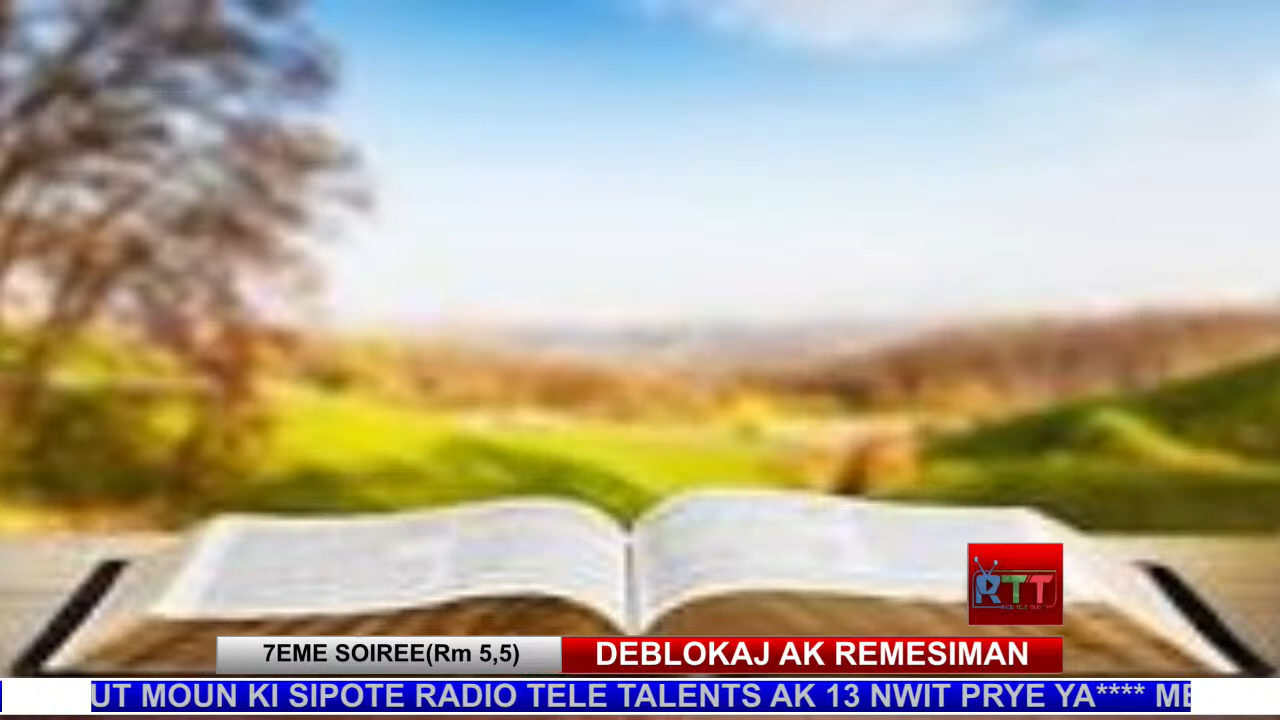 RTT
7EME SOIREE(Rm 5,5)
DEBLOKAJ AK REMESIMAN
UT MOUN KI SIPOTE RADIO TELE TALENTS AK 13 NWIT PRYE YA**** ME